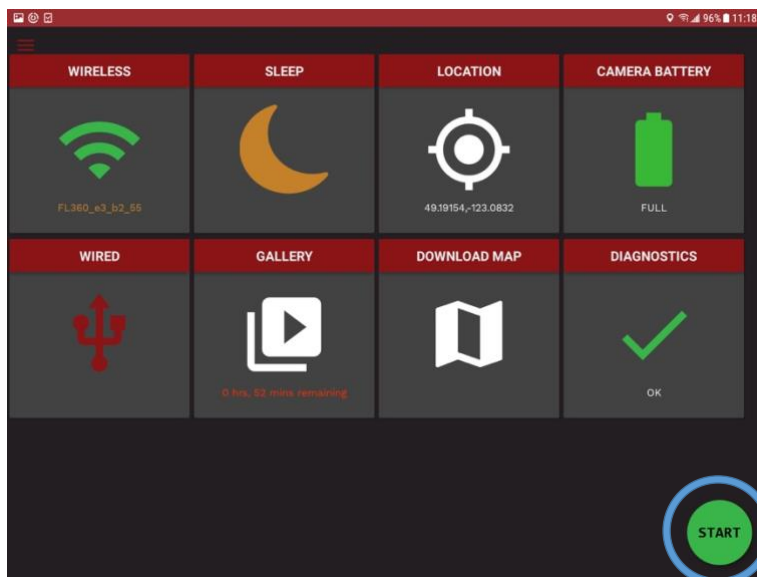 96% 11:18
WIRELESS
SLEEP
LOCATION
CAMERA BATTERY
FL360_e3_b2_55
49.19154,-123.0832
FULL
WIRED
GALLERY
DOWNLOAD MAP
DIAGNOSTICS
0 hrs, 52 mins remaining
OK
START